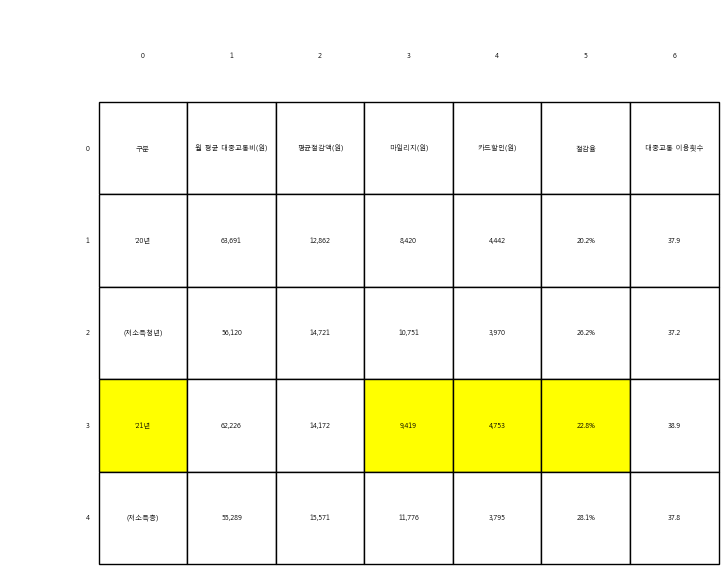 0 1 2 3 4 5 6
0 구분 월 평균 대중교통비(원) 평균절감액(원) 마일리지(원) 카드할인(원) 절감율 대중교통 이용횟수
1 '20년 63,691 12,862 8,420 4,442 20.2% 37.9
2 (저소득청년) 56,120 14,721 10,751 3,970 26.2% 37.2
3 '21년 62,226 14,172 9,419 4,753 22.8% 38.9
4 (저소득층) 55,289 15,571 11,776 3,795 28.1% 37.8